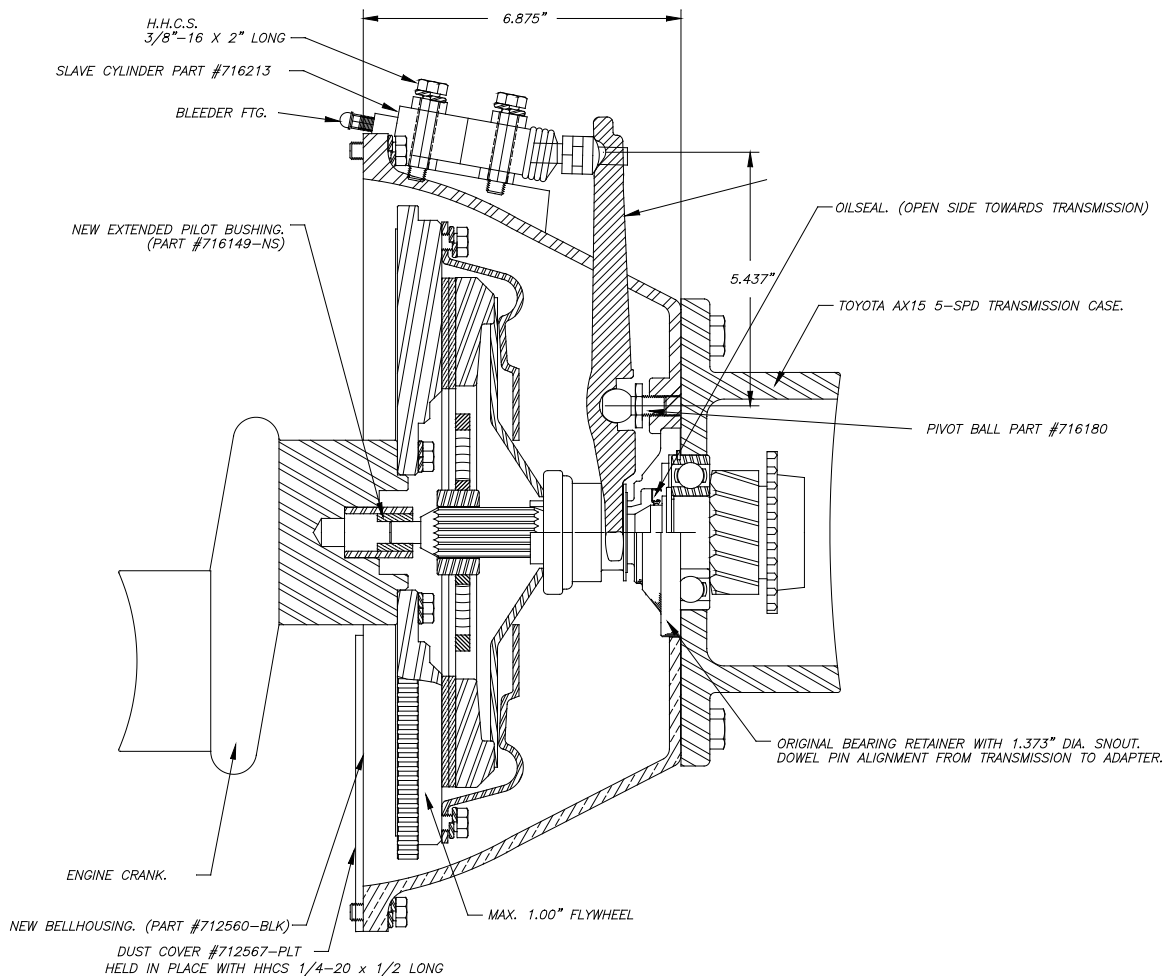 6.875"
H.H.C.S.
3/8"-16 X 2" LONG
SLAVE CYLINDER PART #716213
BLEEDER FTG.
OILSEAL. (OPEN SIDE TOWARDS TRANSMISSION)
NEW EXTENDED PILOT BUSHING.
(PART #716149-NS)
5.437"
TOYOTA AX15 5-SPD TRANSMISSION CASE.
PIVOT BALL PART #716180
ORIGINAL BEARING RETAINER WITH 1.373" DIA. SNOUT.
DOWEL PIN ALIGNMENT FROM TRANSMISSION TO ADAPTER.
ENGINE CRANK.
MAX. 1.00" FLYWHEEL
NEW BELLHOUSING. (PART #712560-BLK)
DUST COVER #712567-PLT
HELD IN PLACE WITH HHCS 1/4-20 x 1/2 LONG